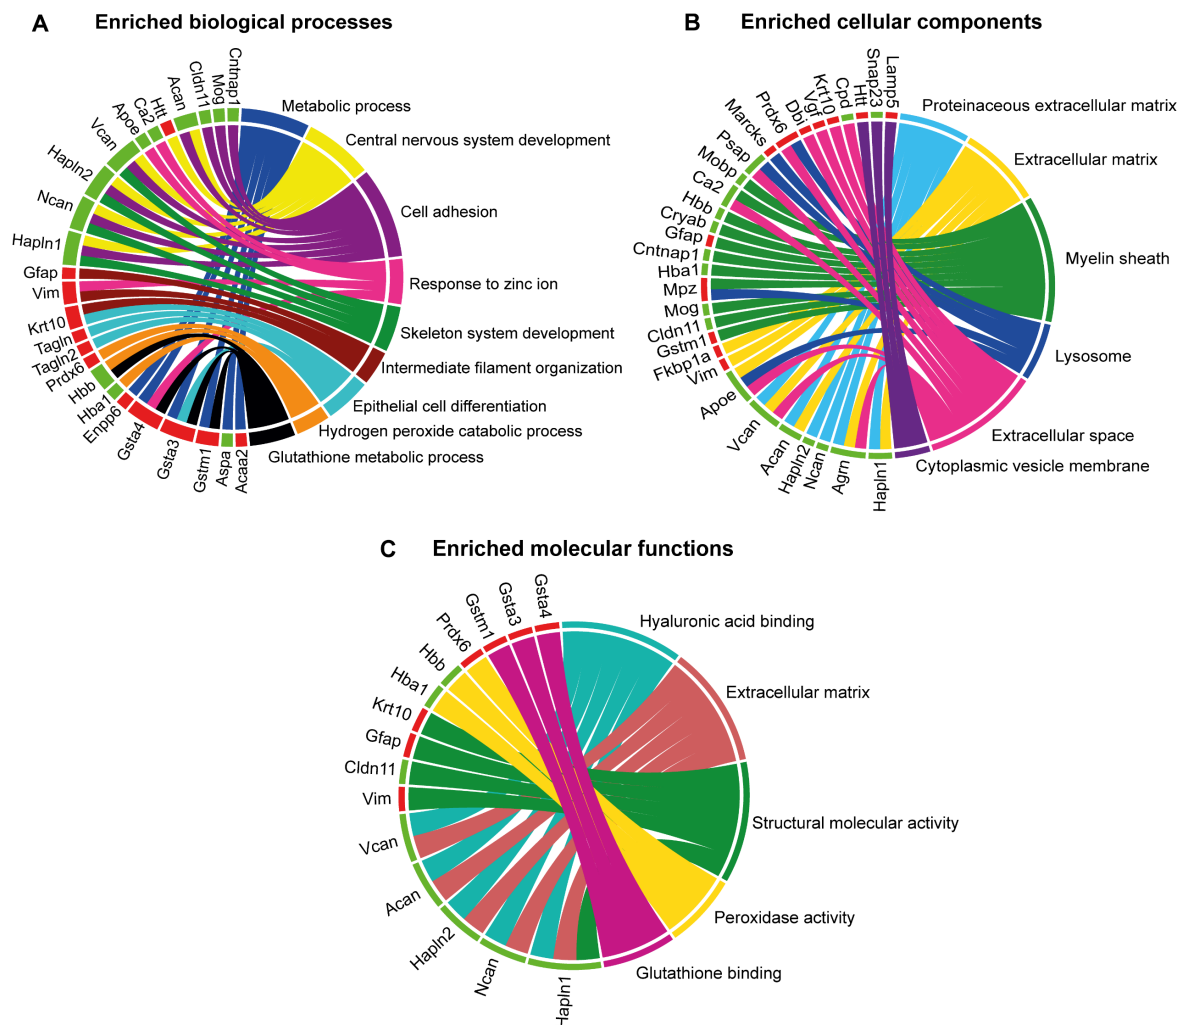 A Enriched biological processes
Cntnap1
Mog
Cldn11
Acan
Htt
Ca2
Apoe
Vcan
Hapln2
Ncan
Hapln1
Gfap
Vim
Krt10
Tagln
Tagln2
Prdx6
Hbb
Hba1
Enpp6
Gsta4
Gsta3
Gstm1
Aspa
Acaa2
Metabolic process
Central nervous system development
Cell adhesion
Response to zinc ion
Skeleton system development
Intermediate filament organization
Epithelial cell differentiation
Hydrogen peroxide catabolic process
Glutathione metabolic process
B Enriched cellular components
Lamp5
Snap23
Htt
Cpd
Krt10
Vgf
Dbi
Prdx6
Marcks
Psap
Mobp
Ca2
Hbb
Cryab
Gfap
Cntnap1
Hba1
Mpz
Mog
Cldn11
Gstm1
Fkbp1a
Vim
Apoe
Vcan
Acan
Hapln2
Ncan
Agrn
Hapln1
Proteinaceous extracellular matrix
Extracellular matrix
Myelin sheath
Lysosome
Extracellular space
Cytoplasmic vesicle membrane
C Enriched molecular functions
Gsta4
Gsta3
Gstm1
Prdx6
Hbb
Hba1
Krt10
Gfap
Cldn11
Vim
Vcan
Acan
Hapln2
Ncan
Hapln1
Hyaluronic acid binding
Extracellular matrix
Structural molecular activity
Peroxidase activity
Glutathione binding